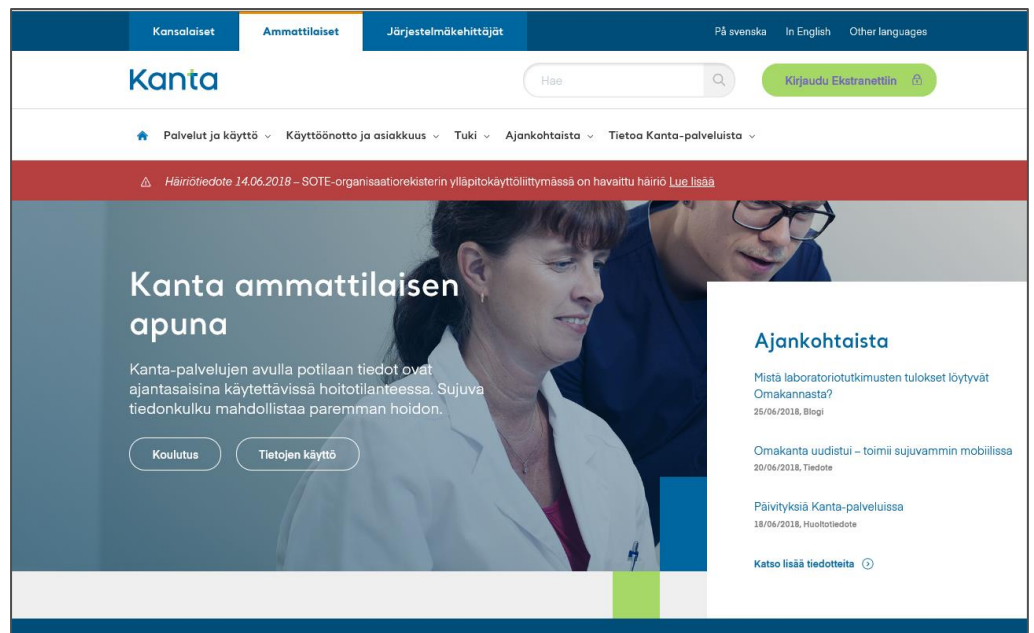 Kansalaiset Ammattilaiset Järjestelmäkehittäjät På svenska In English Other languages
Kanta Hae Kirjaudu Ekstranettiin
Palvelut ja käyttö Käyttöönotto ja asiakkuus Tuki Ajankohtaista Tietoa Kanta-palveluista
Häiriötiedote 14.06.2018 – SOTE-organisaatiorekisterin ylläpitokäyttöliittymässä on havaittu häiriö Lue lisää
Kanta ammattilaisen
apuna
Kanta-palvelujen avulla potilaan tiedot ovat
ajantasaisina käytettävissä hoitotilanteessa. Sujuva
tiedonkulku mahdollistaa paremman hoidon.
Koulutus Tietojen käyttö
Ajankohtaista
Mistä laboratoriotutkimusten tulokset löytyvät
Omakannasta?
25/06/2018, Blogi
Omakanta uudistui – toimii sujuvammin mobiilissa
20/06/2018, Tiedote
Päivityksiä Kanta-palveluissa
18/06/2018, Huoltotiedote
Katso lisää tiedotteita